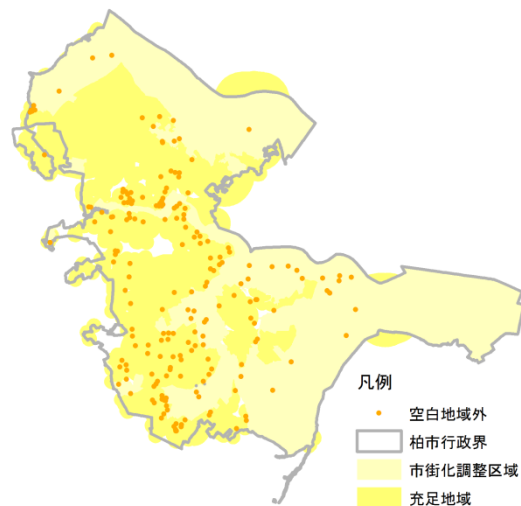 凡例
空白地域外
柏市行政界
市街化調整区域
充足地域